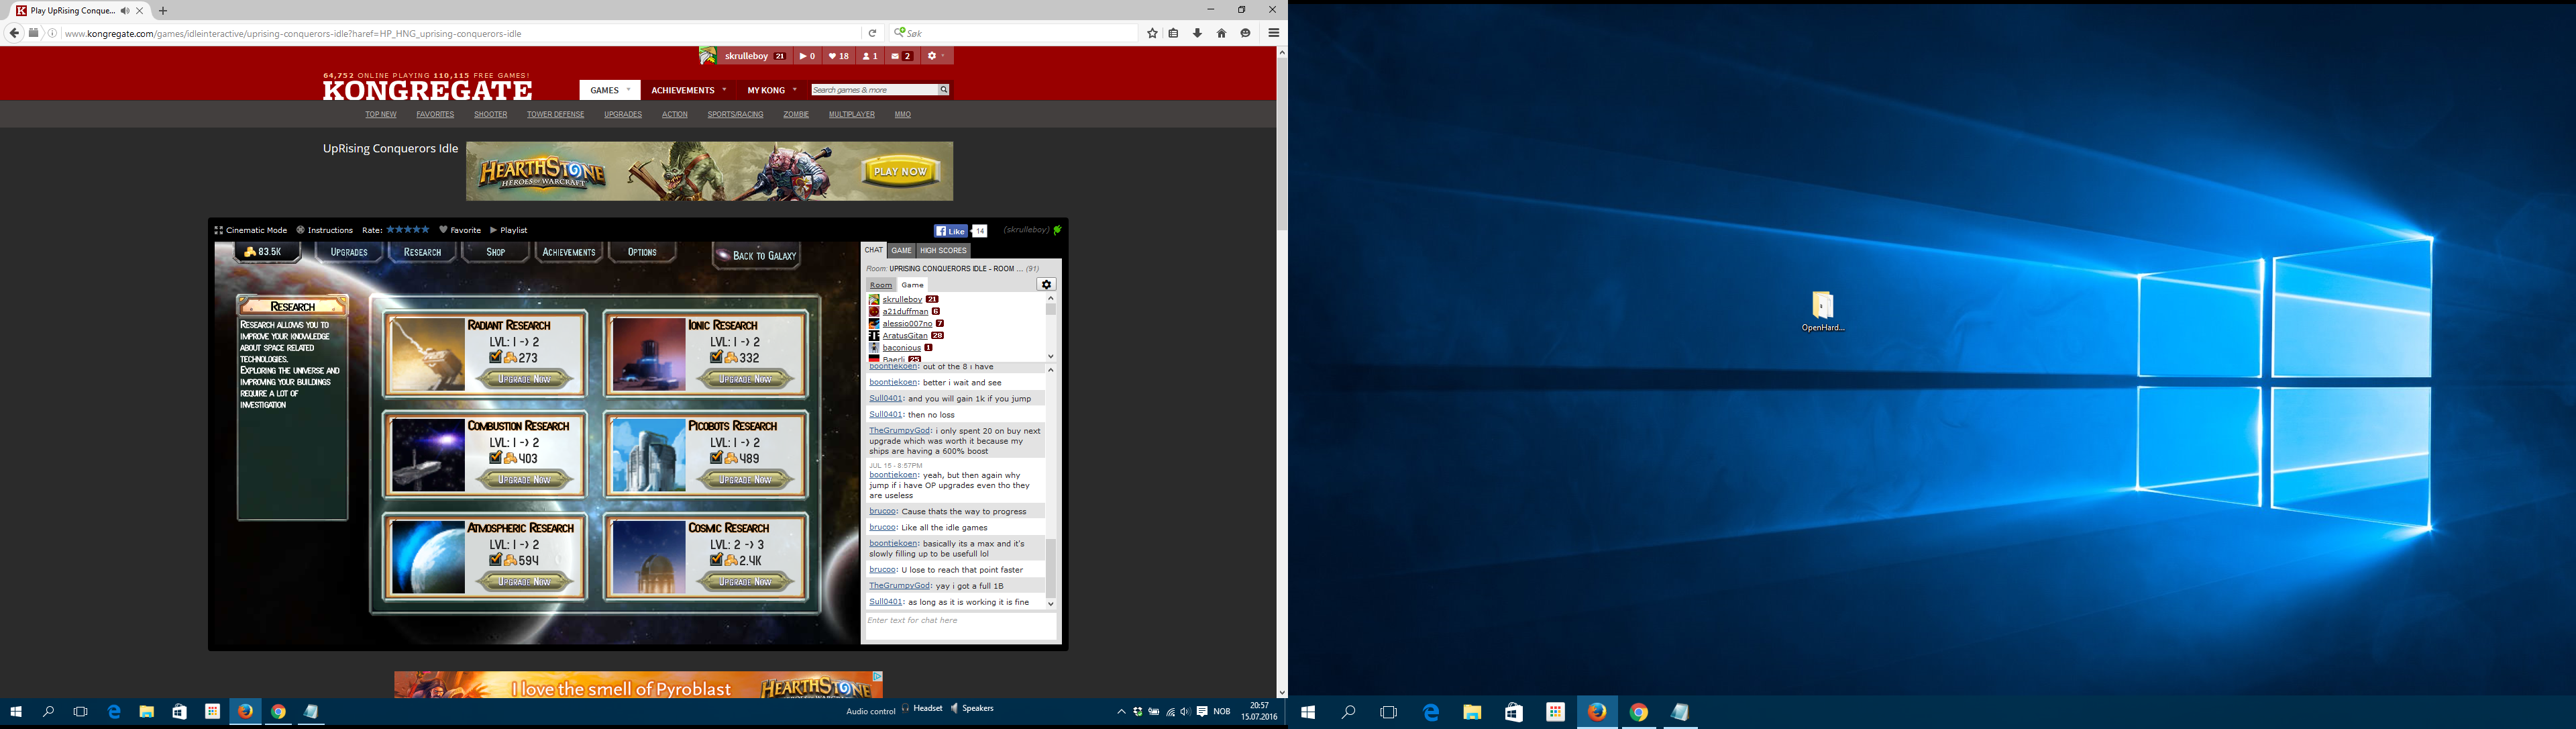 Play UpRising Conque...
www.kongregate.com/games/idleinteractive/uprising-conquerors-idle?haref=HP_HNG_uprising-conquerors-idle
Søk
skrulleboy 21 0 18 1 2
64,752 ONLINE PLAYING 110,115 FREE GAMES!
KONGREGATE
GAMES ACHIEVEMENTS MY KONG Search games & more
TOP NEW FAVORITES SHOOTER TOWER DEFENSE UPGRADES ACTION SPORTS/RACING ZOMBIE MULTIPLAYER MMO
UpRising Conquerors Idle
HEARTHSTONE
HEROES OF WARCRAFT
PLAY NOW
Cinematic Mode Instructions Rate: Favorite Playlist
Like 14 (skrulleboy)
83.5K UPGRADES RESEARCH SHOP ACHIEVEMENTS OPTIONS BACK TO GALAXY
RESEARCH
RESEARCH ALLOWS YOU TO
IMPROVE YOUR KNOWLEDGE
ABOUT SPACE RELATED
TECHNOLOGIES.
EXPLORING THE UNIVERSE AND
IMPROVING YOUR BUILDINGS
REQUIRE A LOT OF
INVESTIGATION
RADIANT RESEARCH
LVL: 1 -> 2
273
UPGRADE NOW
IONIC RESEARCH
LVL: 1 -> 2
332
UPGRADE NOW
COMBUSTION RESEARCH
LVL: 1 -> 2
403
UPGRADE NOW
PICOBOTS RESEARCH
LVL: 1 -> 2
489
UPGRADE NOW
ATMOSPHERIC RESEARCH
LVL: 1 -> 2
594
UPGRADE NOW
COSMIC RESEARCH
LVL: 2 -> 3
2.4K
UPGRADE NOW
CHAT GAME HIGH SCORES
Room: UPRISING CONQUERORS IDLE - ROOM ... (91)
Room Game
skrulleboy 21
a21duffman 6
alessio007no 7
AratusGitan 28
baconious 1
Baerli 25
boontjekoen: out of the 8 i have
boontjekoen: better i wait and see
Sull0401: and you will gain 1k if you jump
Sull0401: then no loss
TheGrumpyGod: i only spent 20 on buy next
upgrade which was worth it because my
ships are having a 600% boost
JUL 15 - 8:57PM
boontjekoen: yeah, but then again why
jump if i have OP upgrades even tho they
are useless
brucoo: Cause thats the way to progress
brucoo: Like all the idle games
boontjekoen: basically its a max and it's
slowly filling up to be usefull lol
brucoo: U lose to reach that point faster
TheGrumpyGod: yay i got a full 1B
Sull0401: as long as it is working it is fine
Enter text for chat here
I love the smell of Pyroblast HEARTHSTONE
Audio control Headset Speakers
NOB
20:57
15.07.2016
OpenHard...